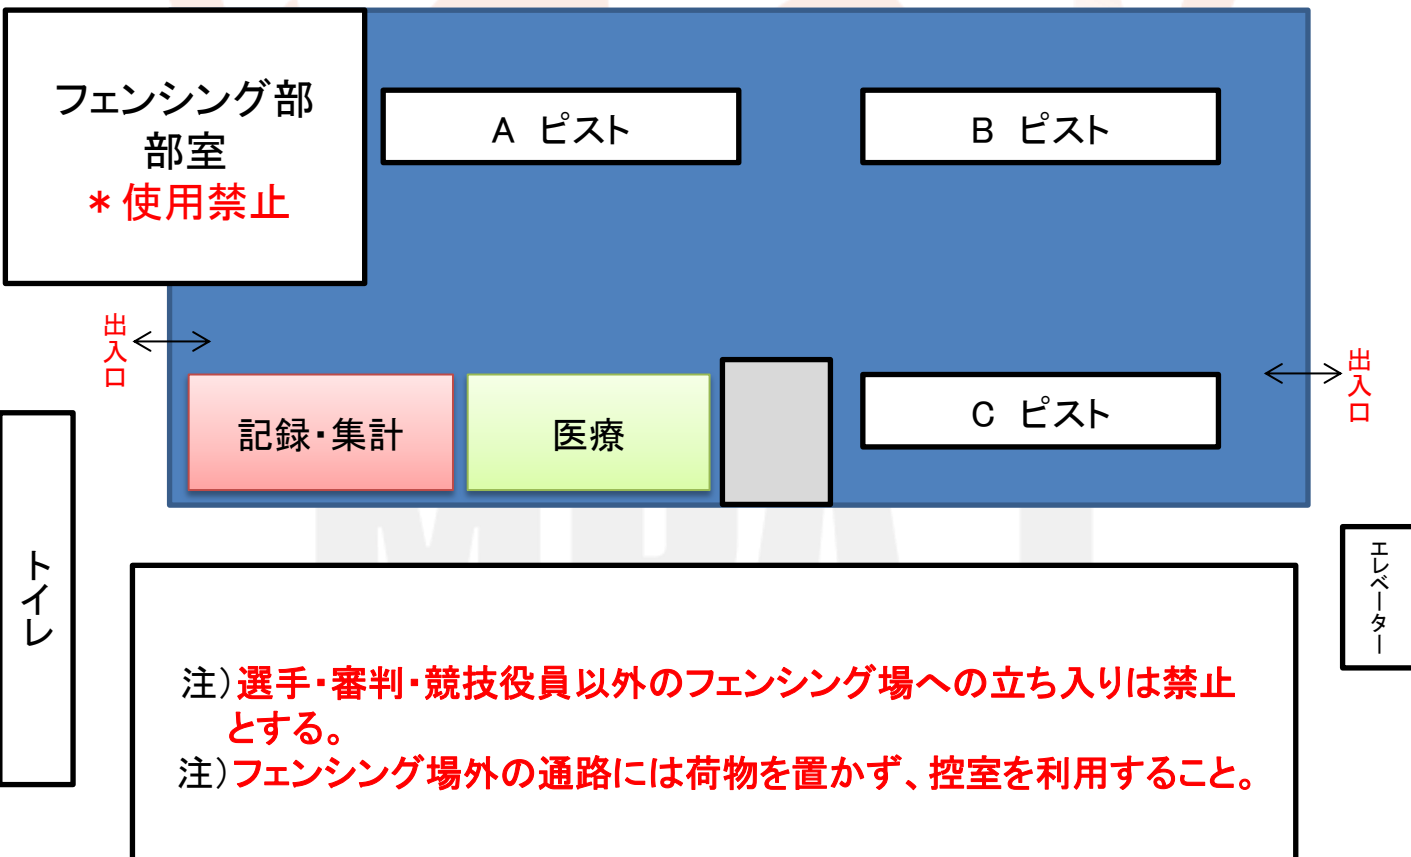 フェンシング部
部室
＊使用禁止
A ピスト
B ピスト
出入口
出入口
記録・集計
医療
C ピスト
トイレ
エレベーター
注）選手・審判・競技役員以外のフェンシング場への立ち入りは禁止
とする。
注）フェンシング場外の通路には荷物を置かず、控室を利用すること。